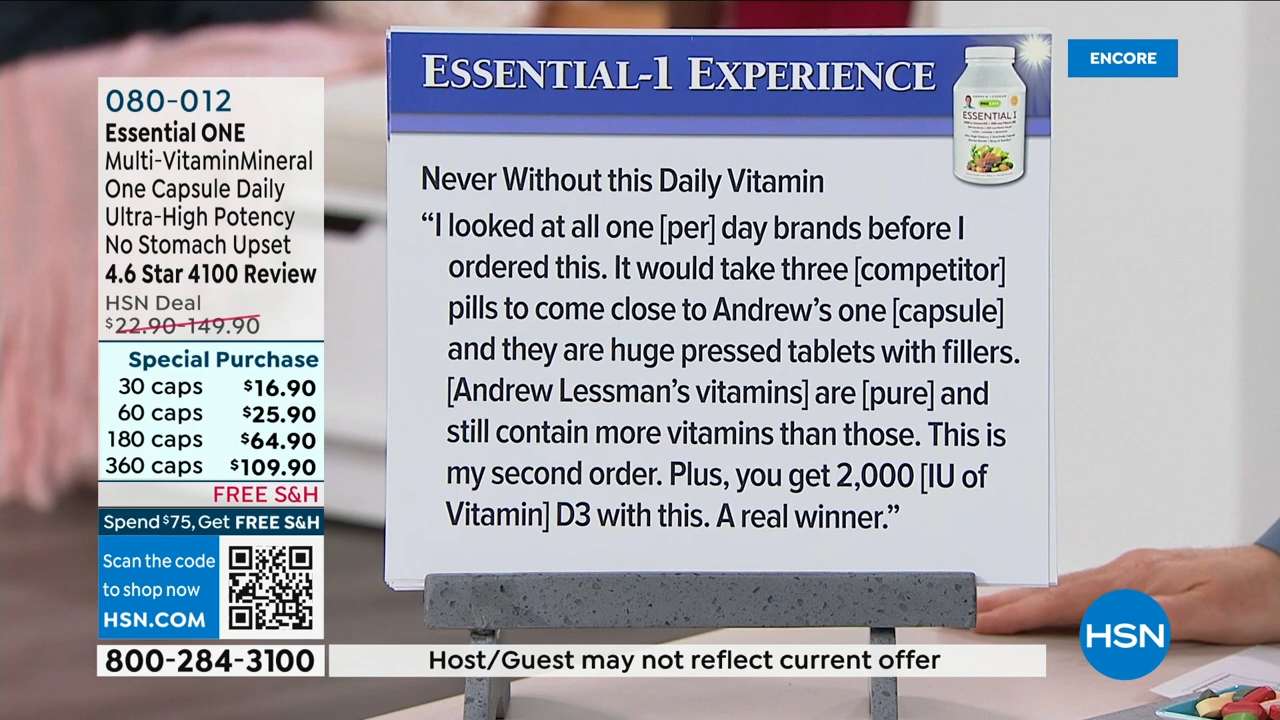 ESSENTIAL-1 EXPERIENCE
ESSENTIAL 1
Never Without this Daily Vitamin
“I looked at all one [per] day brands before I
ordered this. It would take three [competitor]
pills to come close to Andrew’s one [capsule]
and they are huge pressed tablets with fillers.
[Andrew Lessman’s vitamins] are [pure] and
still contain more vitamins than those. This is
my second order. Plus, you get 2,000 [IU of
Vitamin] D3 with this. A real winner.”
ENCORE
080-012
Essential ONE
Multi-VitaminMineral
One Capsule Daily
Ultra-High Potency
No Stomach Upset
4.6 Star 4100 Review
HSN Deal
$22.90-149.90
Special Purchase
30 caps $16.90
60 caps $25.90
180 caps $64.90
360 caps $109.90
FREE S&H
Spend $75, Get FREE S&H
Scan the code
to shop now
HSN.COM
800-284-3100
Host/Guest may not reflect current offer
HSN